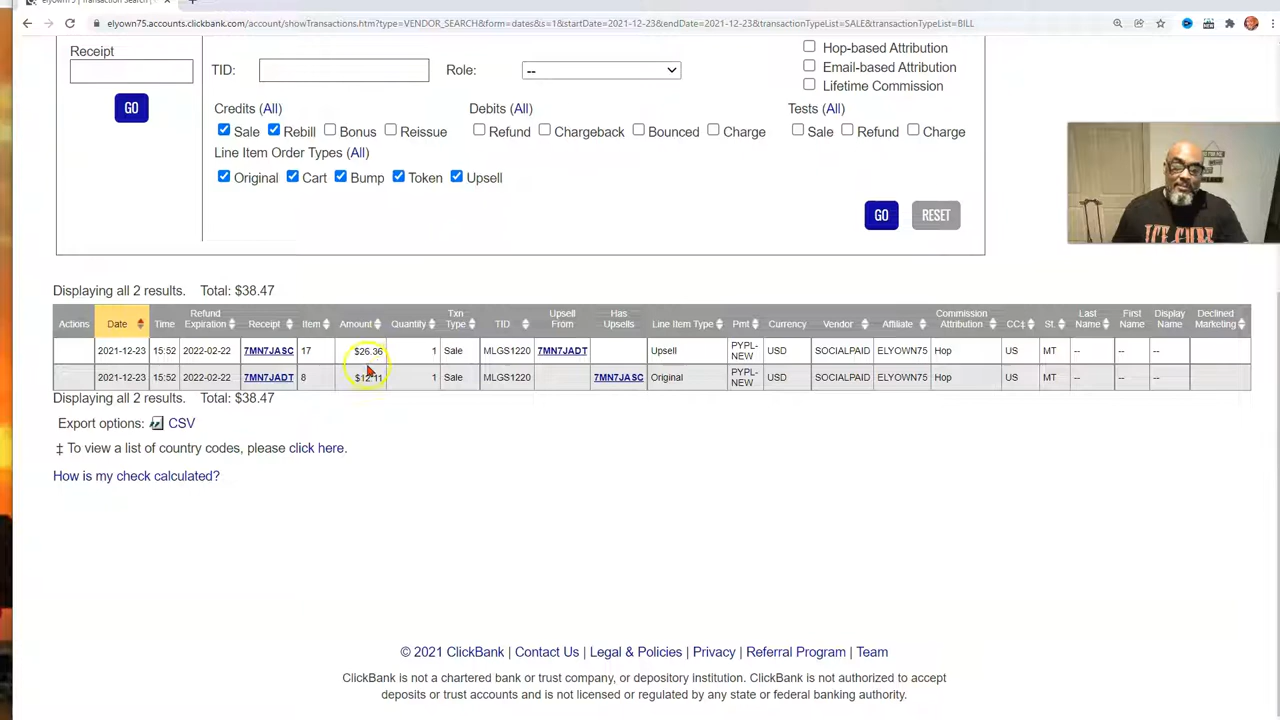 elyown75 | Transaction Search |
elyown75.accounts.clickbank.com/account/showTransactions.htm?type=VENDOR_SEARCH&form=dates&s=1&startDate=2021-12-23&endDate=2021-12-23&transactionTypeList=SALE&transactionTypeList=BILL
Receipt
GO
TID:
Role:
--
Hop-based Attribution
Email-based Attribution
Lifetime Commission
Credits (All)
Debits (All)
Tests (All)
Sale Rebill Bonus Reissue Refund Chargeback Bounced Charge Sale Refund Charge
Line Item Order Types (All)
Original Cart Bump Token Upsell
GO RESET
Displaying all 2 results. Total: $38.47
Actions Date Time Refund Expiration Receipt Item Amount Quantity Txn Type TID Upsell From Has Upsells Line Item Type Pmt Currency Vendor Affiliate Commission Attribution CC‡ St. Last Name First Name Display Name Declined Marketing
2021-12-23 15:52 2022-02-22 7MN7JASC 17 $26.36 1 Sale MLGS1220 7MN7JADT Upsell PYPL-NEW USD SOCIALPAID ELYOWN75 Hop US MT -- -- --
2021-12-23 15:52 2022-02-22 7MN7JADT 8 $12.11 1 Sale MLGS1220 7MN7JASC Original PYPL-NEW USD SOCIALPAID ELYOWN75 Hop US MT -- -- --
Displaying all 2 results. Total: $38.47
Export options: CSV
‡ To view a list of country codes, please click here.
How is my check calculated?
ICE CUBE
© 2021 ClickBank | Contact Us | Legal & Policies | Privacy | Referral Program | Team
ClickBank is not a chartered bank or trust company, or depository institution. ClickBank is not authorized to accept
deposits or trust accounts and is not licensed or regulated by any state or federal banking authority.